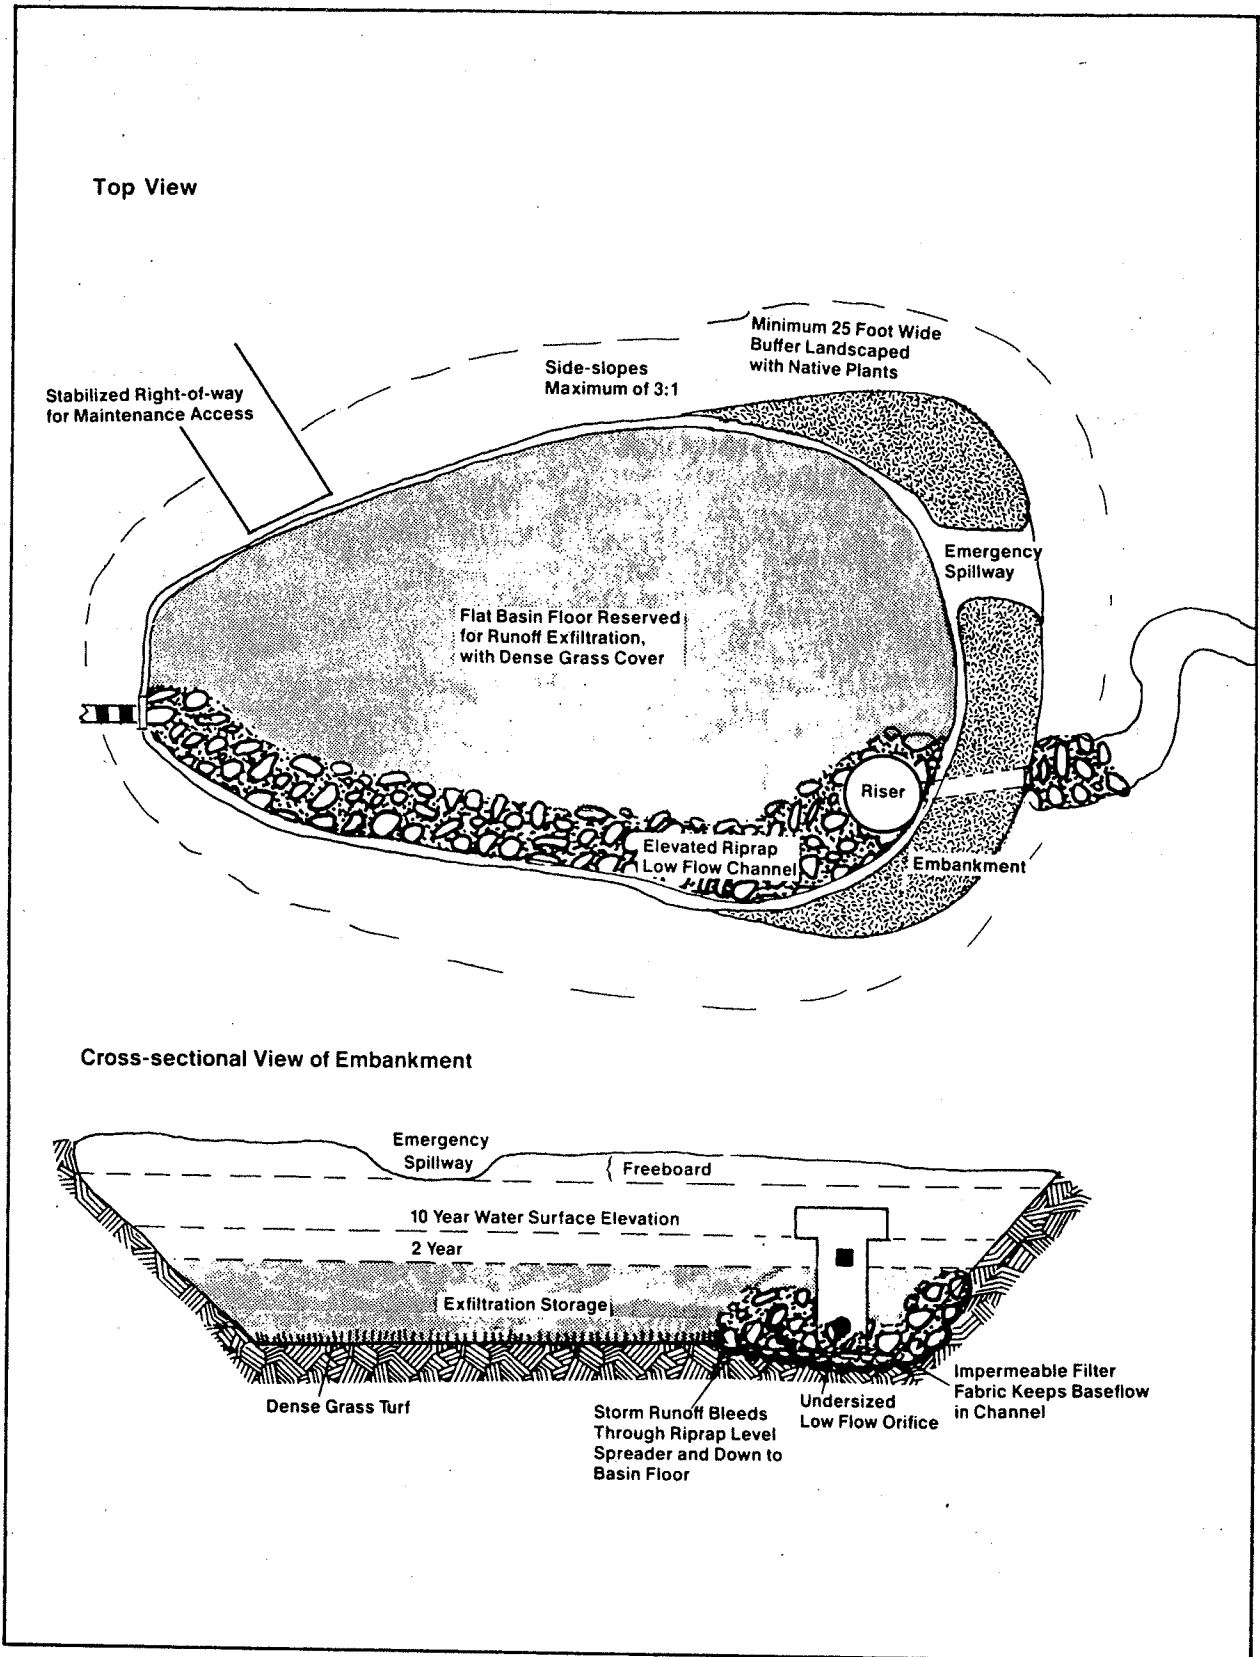 Top View
Minimum 25 Foot Wide
Buffer Landscaped
with Native Plants
Side-slopes
Maximum of 3:1
Stabilized Right-of-way
for Maintenance Access
Emergency
Spillway
Flat Basin Floor Reserved
for Runoff Exfiltration,
with Dense Grass Cover
Riser
Elevated Riprap
Low Flow Channel
Embankment
Cross-sectional View of Embankment
Emergency
Spillway
Freeboard
10 Year Water Surface Elevation
2 Year
Exfiltration Storage
Dense Grass Turf
Storm Runoff Bleeds
Through Riprap Level
Spreader and Down to
Basin Floor
Undersized
Low Flow Orifice
Impermeable Filter
Fabric Keeps Baseflow
in Channel